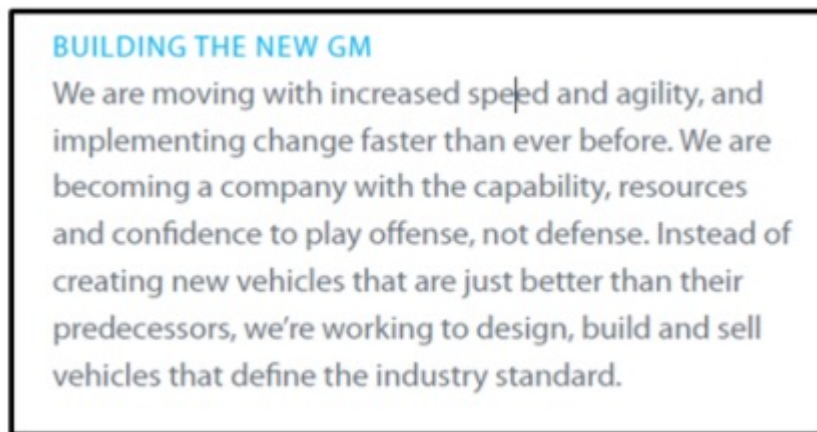 BUILDING THE NEW GM
We are moving with increased speed and agility, and
implementing change faster than ever before. We are
becoming a company with the capability, resources
and confidence to play offense, not defense. Instead of
creating new vehicles that are just better than their
predecessors, we're working to design, build and sell
vehicles that define the industry standard.